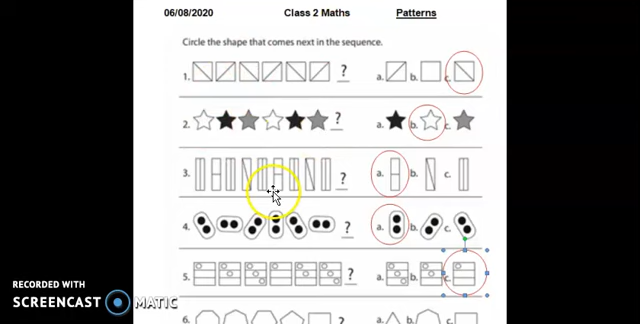 06/08/2020 Class 2 Maths Patterns
Circle the shape that comes next in the sequence.
1. ? a. b. c.
2. ? a. b. c.
3. ? a. b. c.
4. ? a. b. c.
5. ? a. b. c.
6. ? a. b. c.
RECORDED WITH
SCREENCAST MATIC